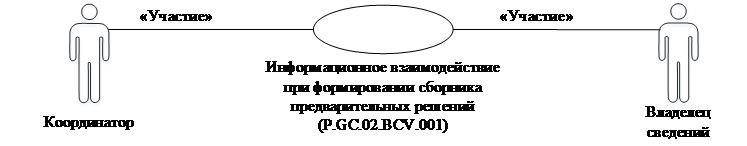 «Участие»
«Участие»
Информационное взаимодействие
при формировании сборника
предварительных решений
(P.GC.02.BCV.001)
Координатор
Владелец
сведений